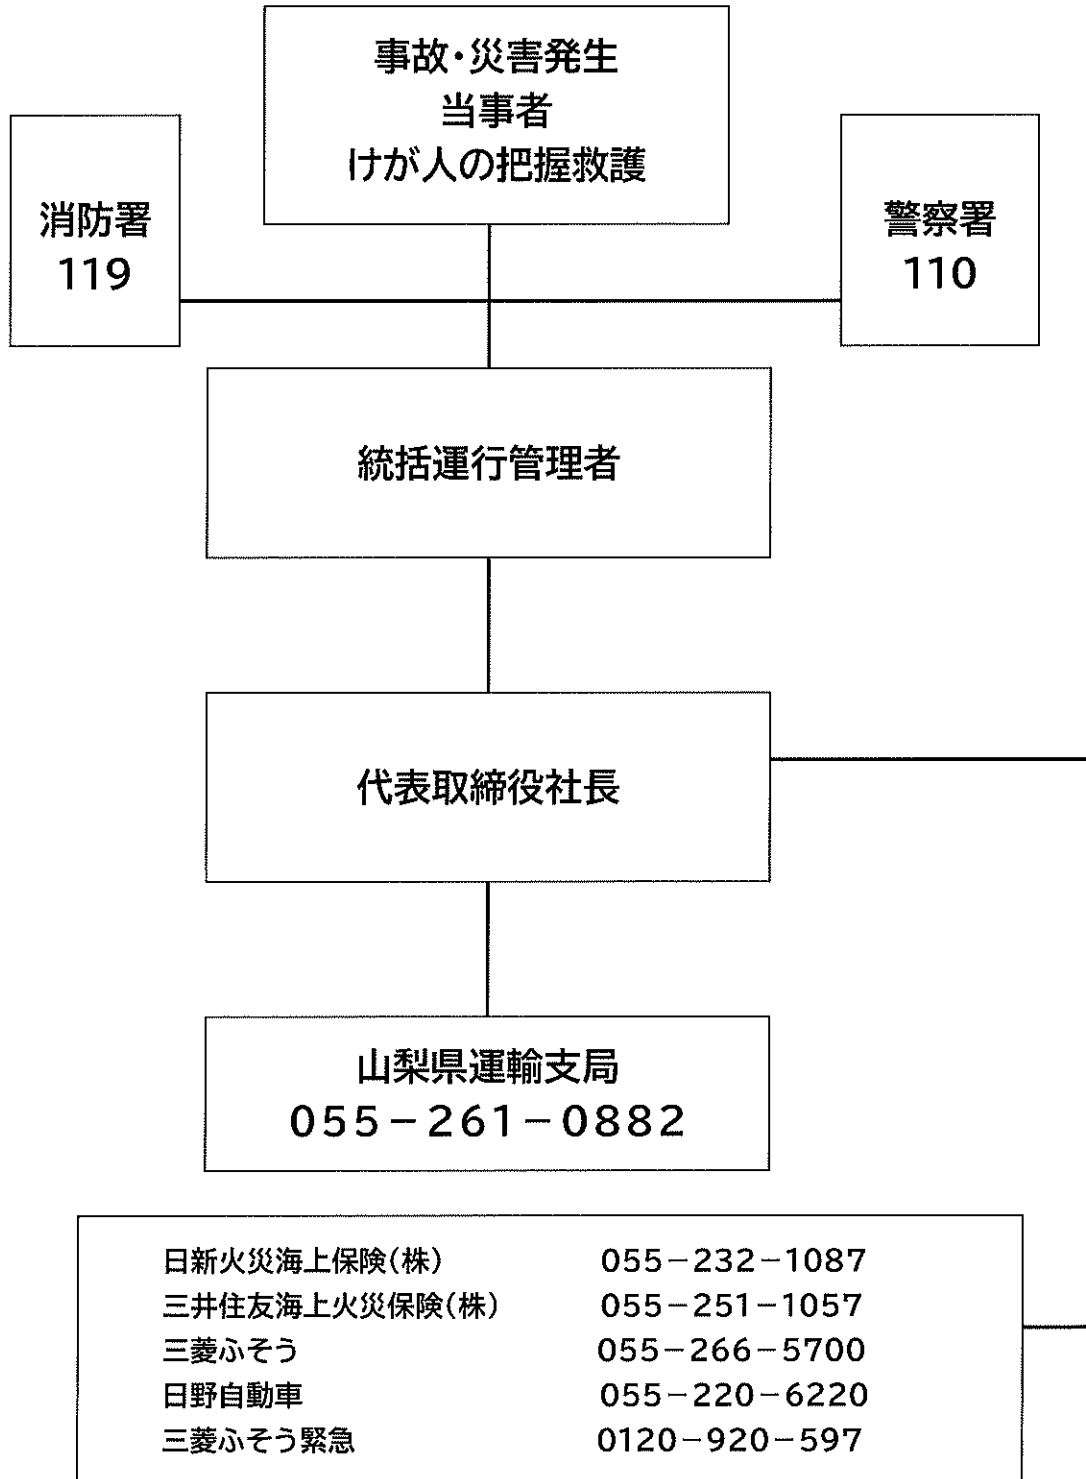 事故・災害発生
当事者
けが人の把握救護
消防署
119
警察署
110
統括運行管理者
代表取締役社長
山梨県運輸支局
055-261-0882
日新火災海上保険(株) 055-232-1087
三井住友海上火災保険(株) 055-251-1057
三菱ふそう 055-266-5700
日野自動車 055-220-6220
三菱ふそう緊急 0120-920-597